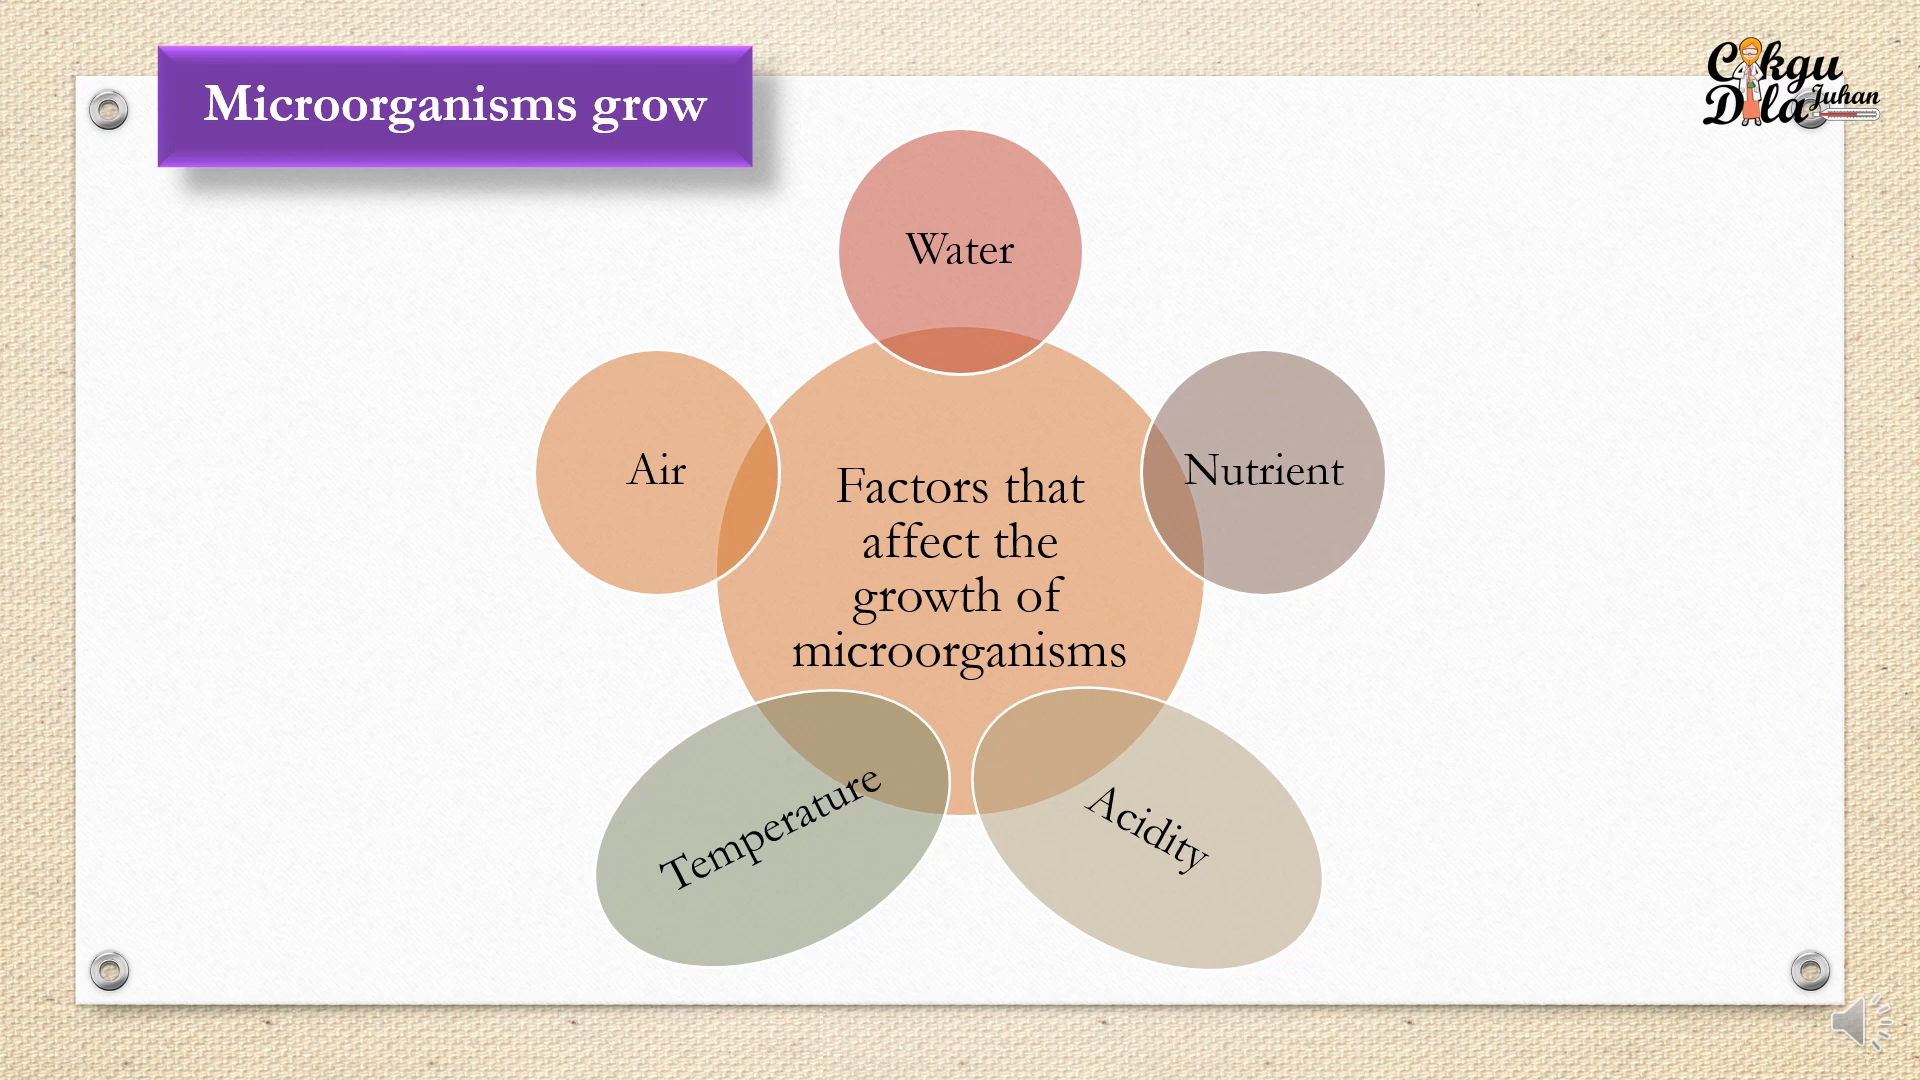 Microorganisms grow
Cikgu
Dila Juhan
Water
Air
Nutrient
Factors that
affect the
growth of
microorganisms
Temperature
Acidity